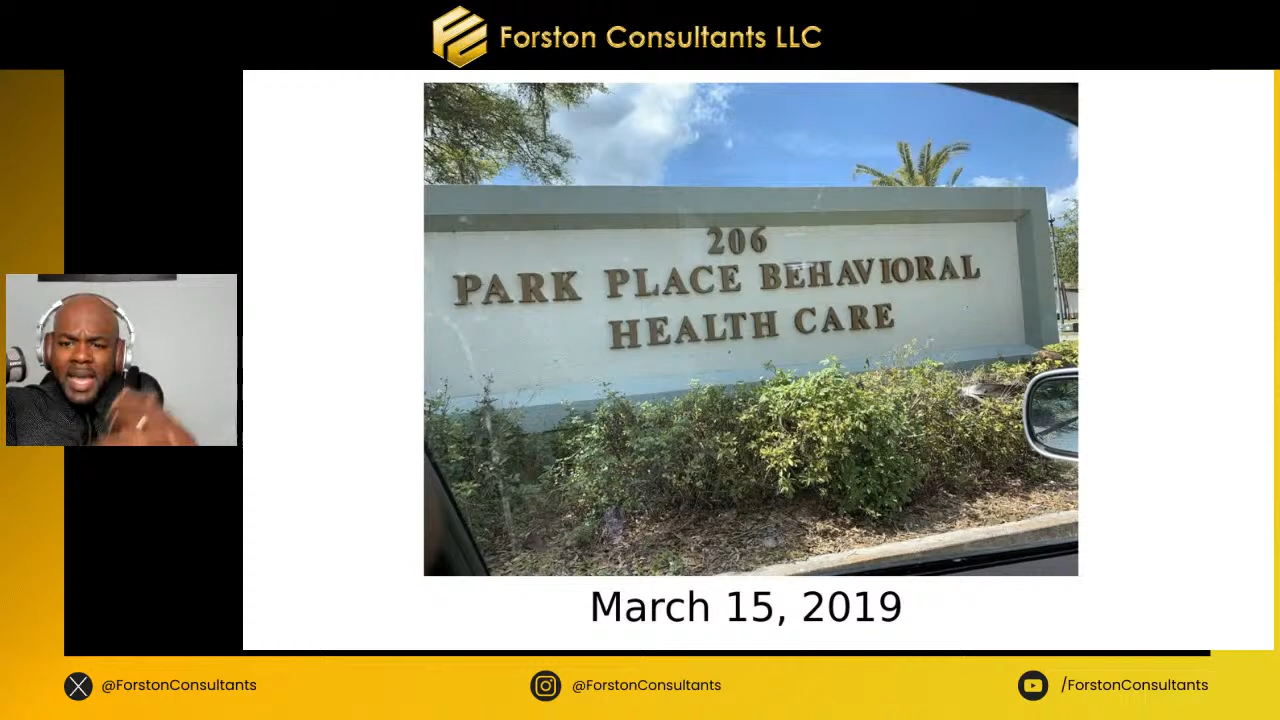 Forston Consultants LLC
206
PARK PLACE BEHAVIORAL
HEALTH CARE
March 15, 2019
@ForstonConsultants
@ForstonConsultants
/ForstonConsultants